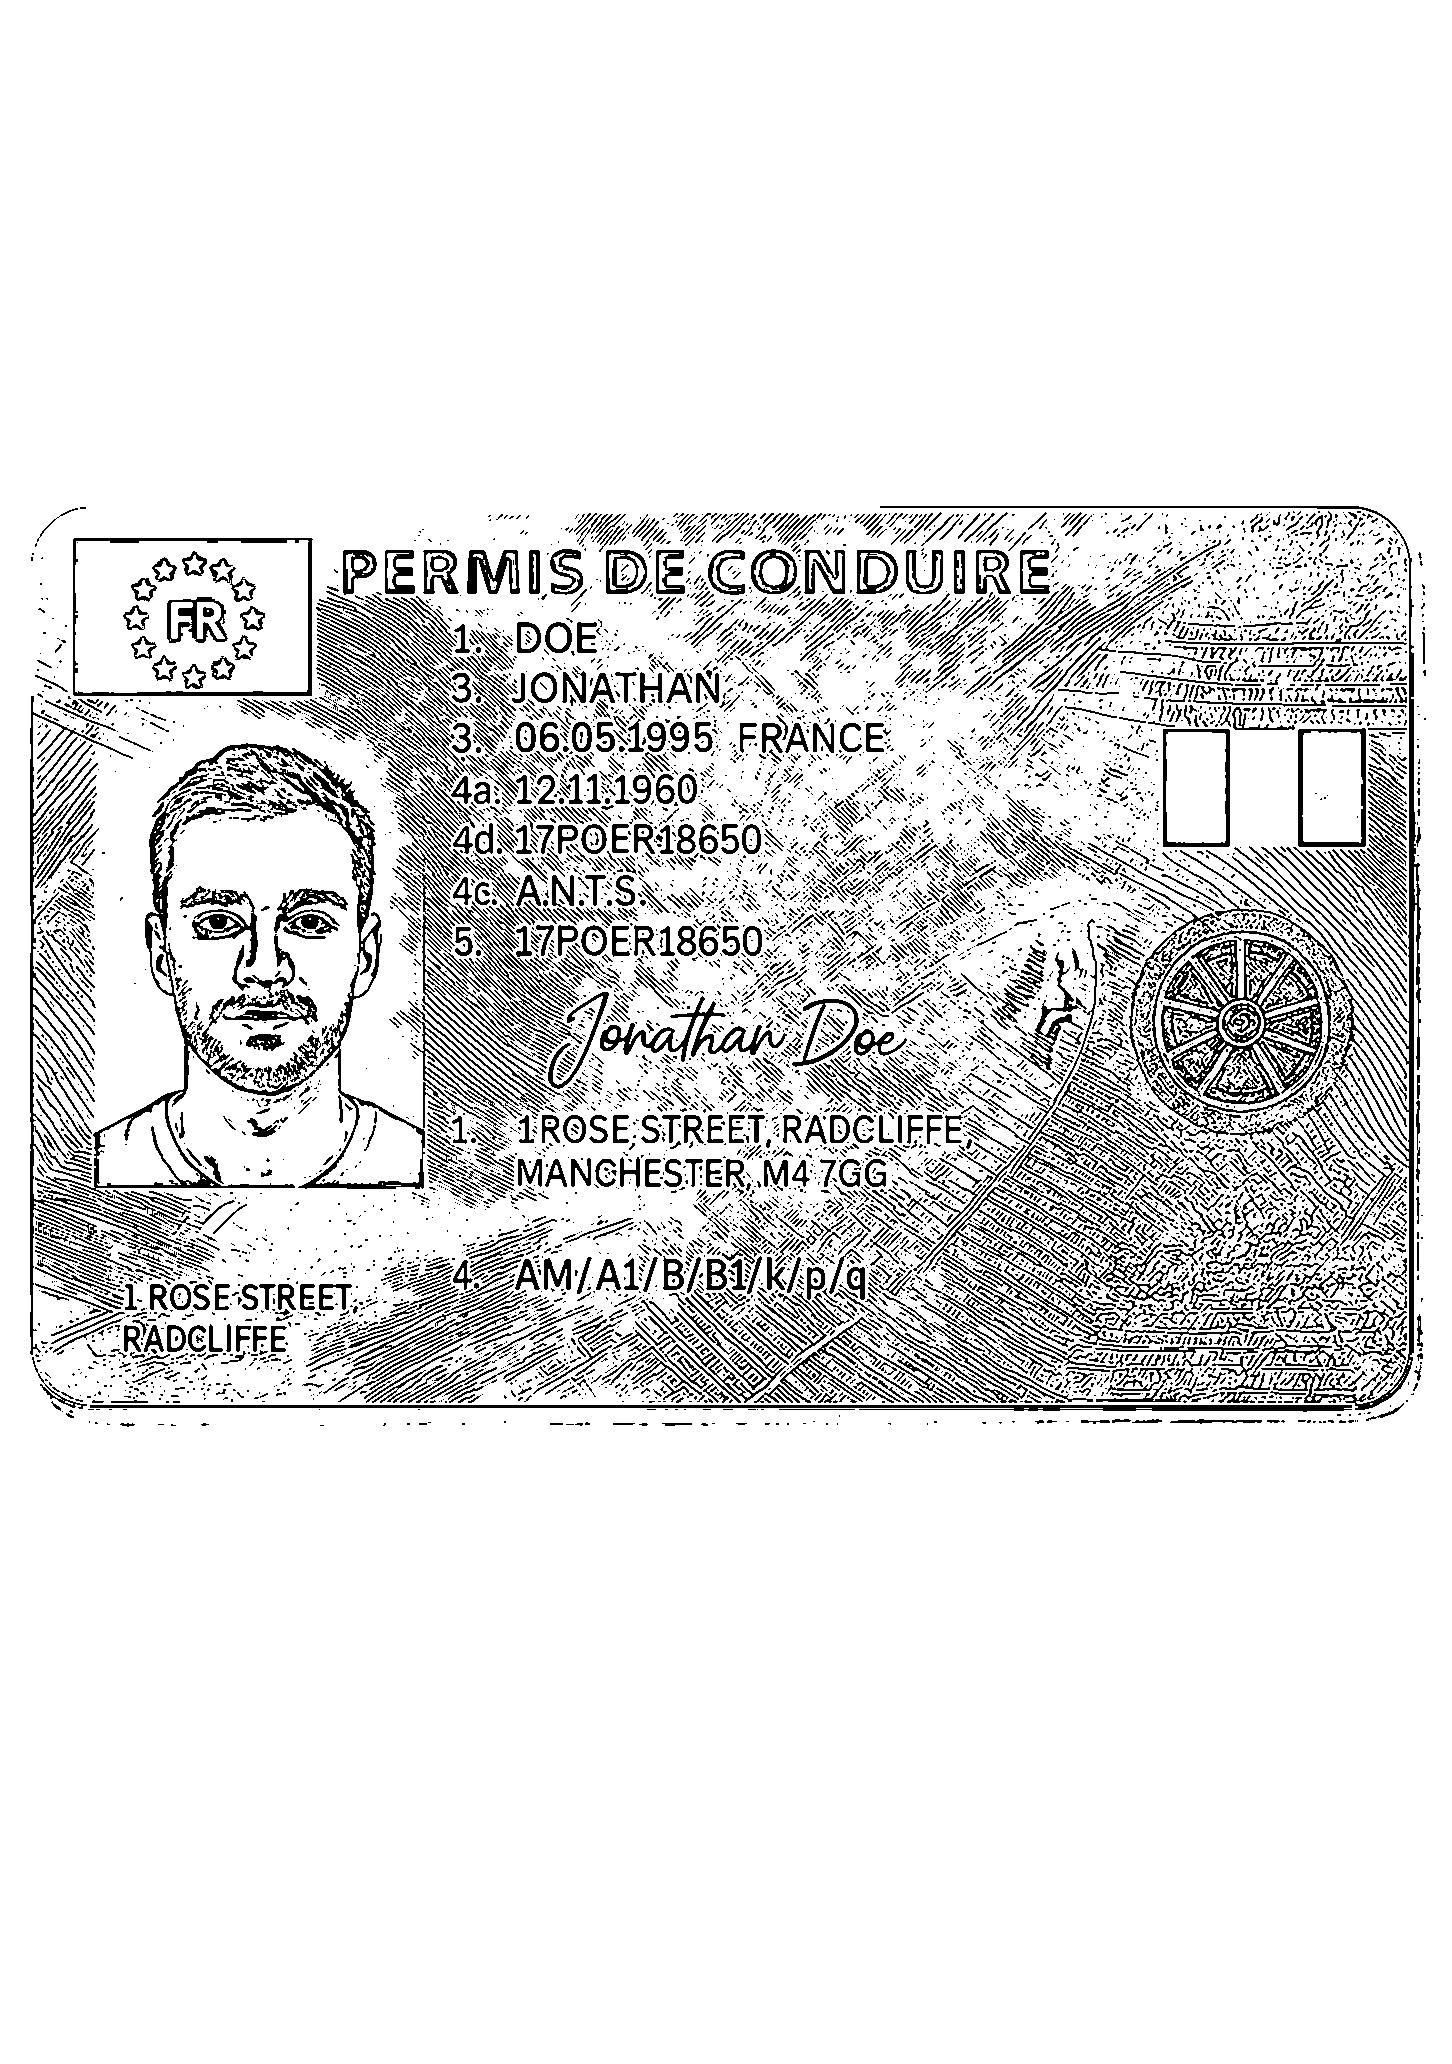 FR
PERMIS DE CONDUIRE
1. DOE
3. JONATHAN
3. 06.05.1995 FRANCE
4a. 12.11.1960
4d. 17POER18650
4c. A.N.T.S.
5. 17POER18650
Jonathan Doe
1. 1 ROSE STREET, RADCLIFFE,
MANCHESTER, M4 7GG
4. AM/A1/B/B1/k/p/q
1 ROSE STREET,
RADCLIFFE